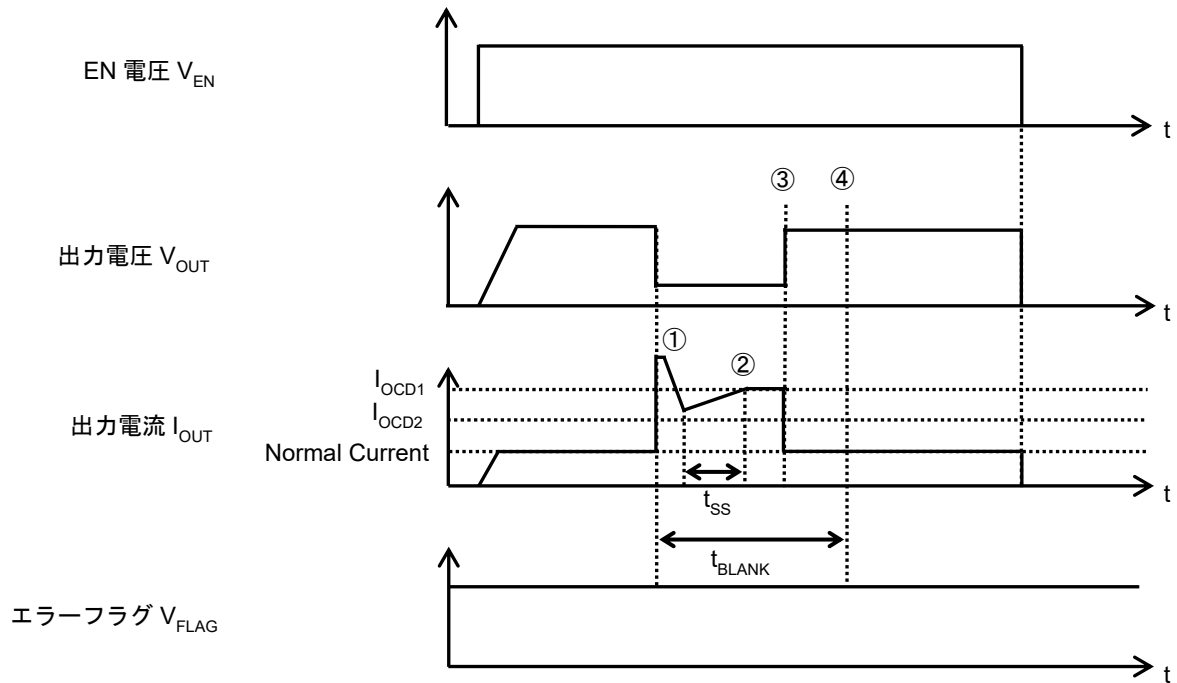 EN 電圧 V_EN
t
③ ④
出力電圧 V_OUT
t
① ②
I_OCD1
I_OCD2
出力電流 I_OUT
Normal Current
t
t_SS
t_BLANK
エラーフラグ V_FLAG
t